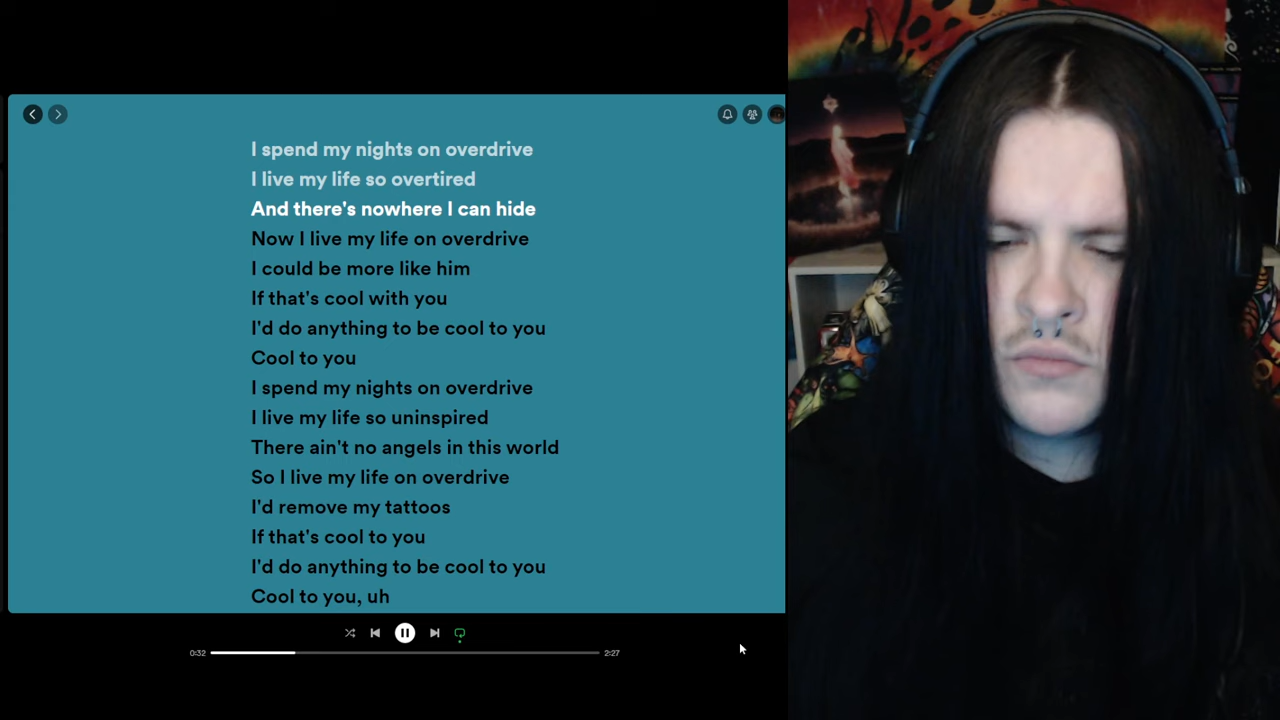 I spend my nights on overdrive
I live my life so overtired
And there's nowhere I can hide
Now I live my life on overdrive
I could be more like him
If that's cool with you
I'd do anything to be cool to you
Cool to you
I spend my nights on overdrive
I live my life so uninspired
There ain't no angels in this world
So I live my life on overdrive
I'd remove my tattoos
If that's cool to you
I'd do anything to be cool to you
Cool to you, uh
0:32
2:27